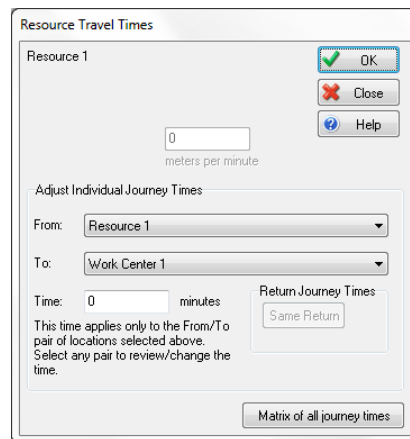 Resource Travel Times
Resource 1
OK
Close
Help
0
meters per minute
Adjust Individual Journey Times
From:
Resource 1
To:
Work Center 1
Time:
0
minutes
Return Journey Times
Same Return
This time applies only to the From/To
pair of locations selected above.
Select any pair to review/change the
time.
Matrix of all journey times